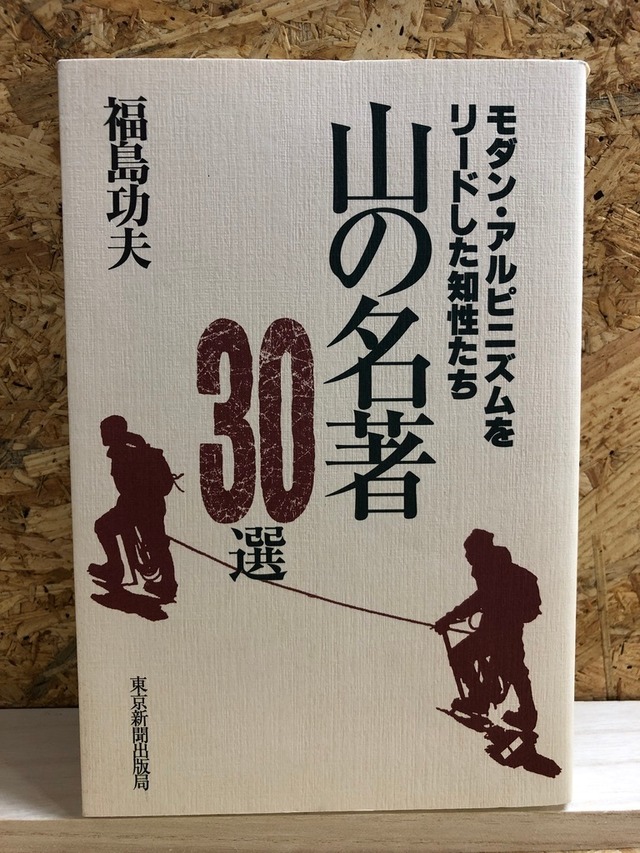 モダン・アルピニズムを
リードした知性たち
山の名著
30
選
福島功夫
東京新聞出版局